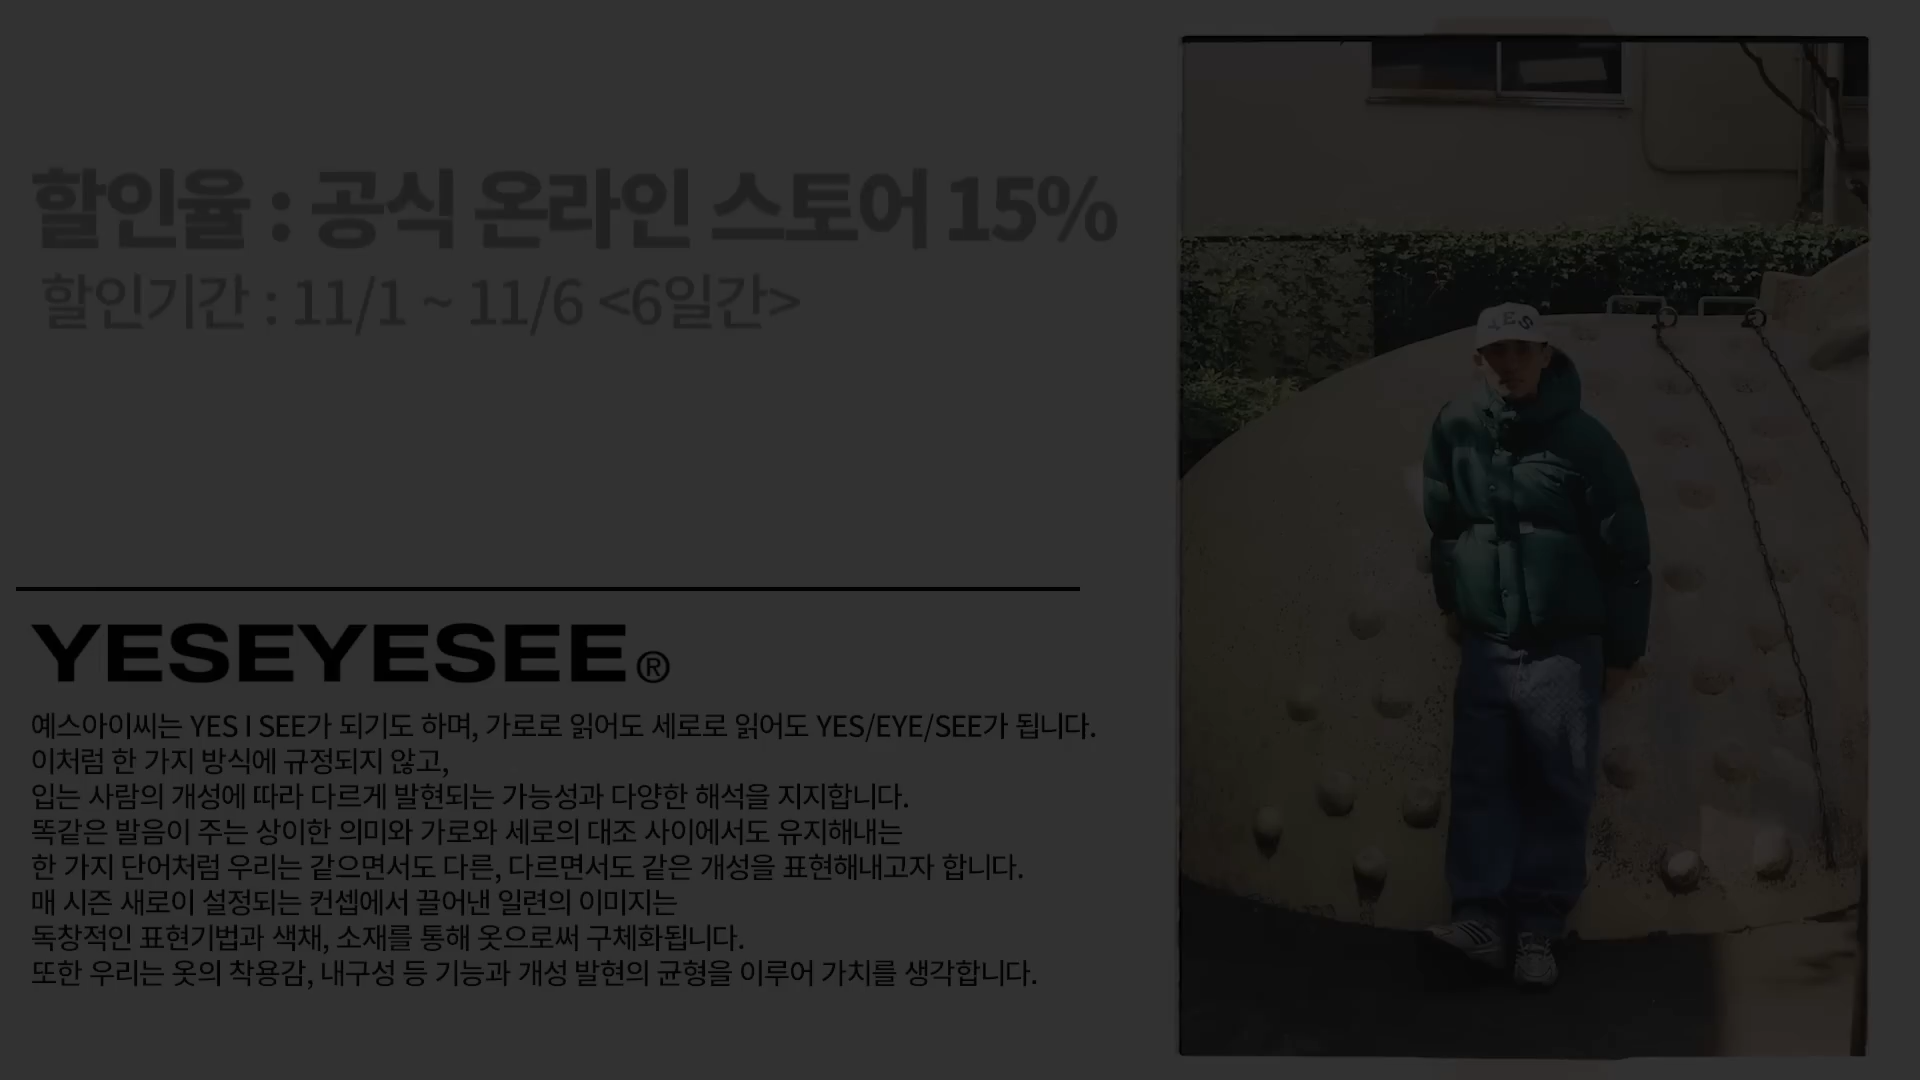 할인율 : 공식 온라인 스토어 15%
할인기간 : 11/1 ~ 11/6 <6일간>
YESEYESEE®
예스아이씨는 YES I SEE가 되기도 하며, 가로로 읽어도 세로로 읽어도 YES/EYE/SEE가 됩니다.
이처럼 한 가지 방식에 규정되지 않고,
입는 사람의 개성에 따라 다르게 발현되는 가능성과 다양한 해석을 지지합니다.
똑같은 발음이 주는 상이한 의미와 가로와 세로의 대조 사이에서도 유지해내는
한 가지 단어처럼 우리는 같으면서도 다른, 다르면서도 같은 개성을 표현해내고자 합니다.
매 시즌 새로이 설정되는 컨셉에서 끌어낸 일련의 이미지는
독창적인 표현기법과 색채, 소재를 통해 옷으로써 구체화됩니다.
또한 우리는 옷의 착용감, 내구성 등 기능과 개성 발현의 균형을 이루어 가치를 생각합니다.
YES